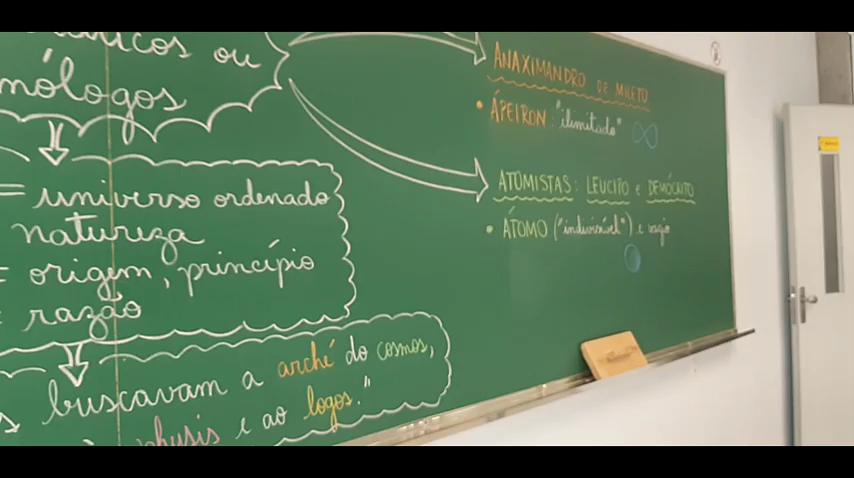 ou
mólogos
= universo ordenado
natureza
= origem, princípio
= razão
s buscavam a arché do cosmos,
physis e ao logos."
ANAXIMANDRO DE MILETO
• ÁPEIRON: "ilimitado" ∞
ATOMISTAS: LEUCIPO e DEMÓCRITO
• ÁTOMO ("indivisível") e vazio